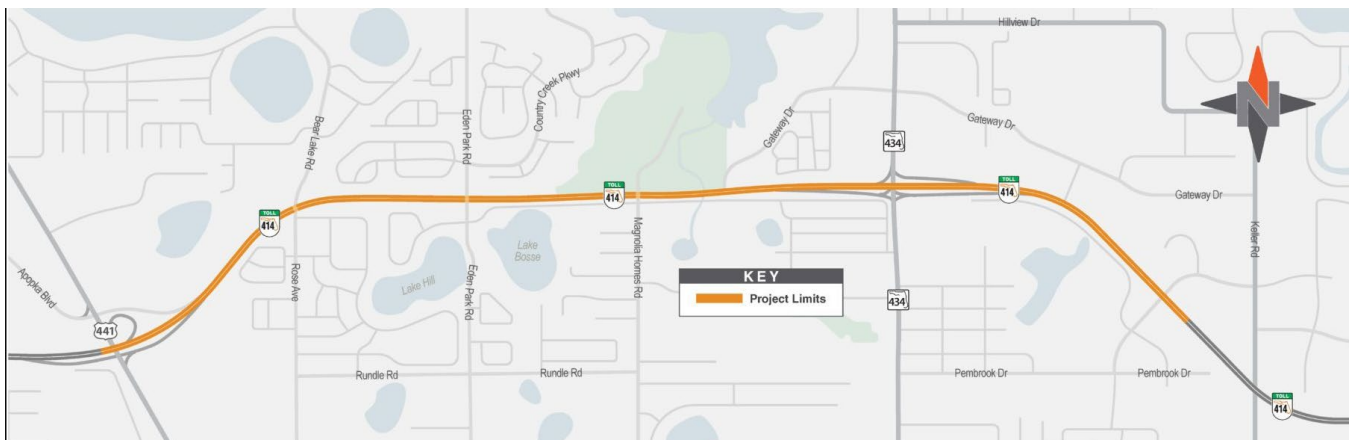 Hillview Dr
Country Creek Pkwy
Bear Lake Rd
Eden Park Rd
Gateway Dr
Gateway Dr
434
TOLL
414
TOLL
414
Gateway Dr
TOLL
414
Keller Rd
N
Magnolia Homes Rd
Lake
Bosse
Rose Ave
Eden Park Rd
Lake Hill
KEY
Project Limits
Apopka Blvd
434
441
Rundle Rd
Rundle Rd
Pembrook Dr
Pembrook Dr
TOLL
414